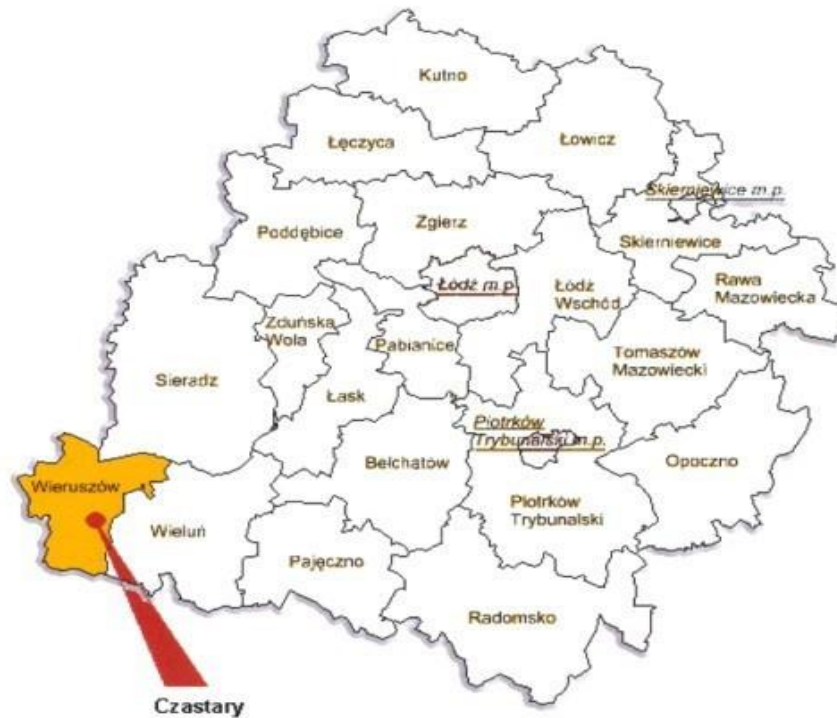 Kutno
Łęczyca
Łowicz
Skierniewice m.p.
Poddębice
Zgierz
Skierniewice
Łódź m.p.
Łódź
Wschód
Rawa
Mazowiecka
Zduńska
Wola
Pabianice
Tomaszów
Mazowiecki
Sieradz
Łask
Piotrków
Trybunalski m.p.
Bełchatów
Opoczno
Wieruszów
Piotrków
Trybunalski
Wieluń
Pajęczno
Radomsko
Czastary